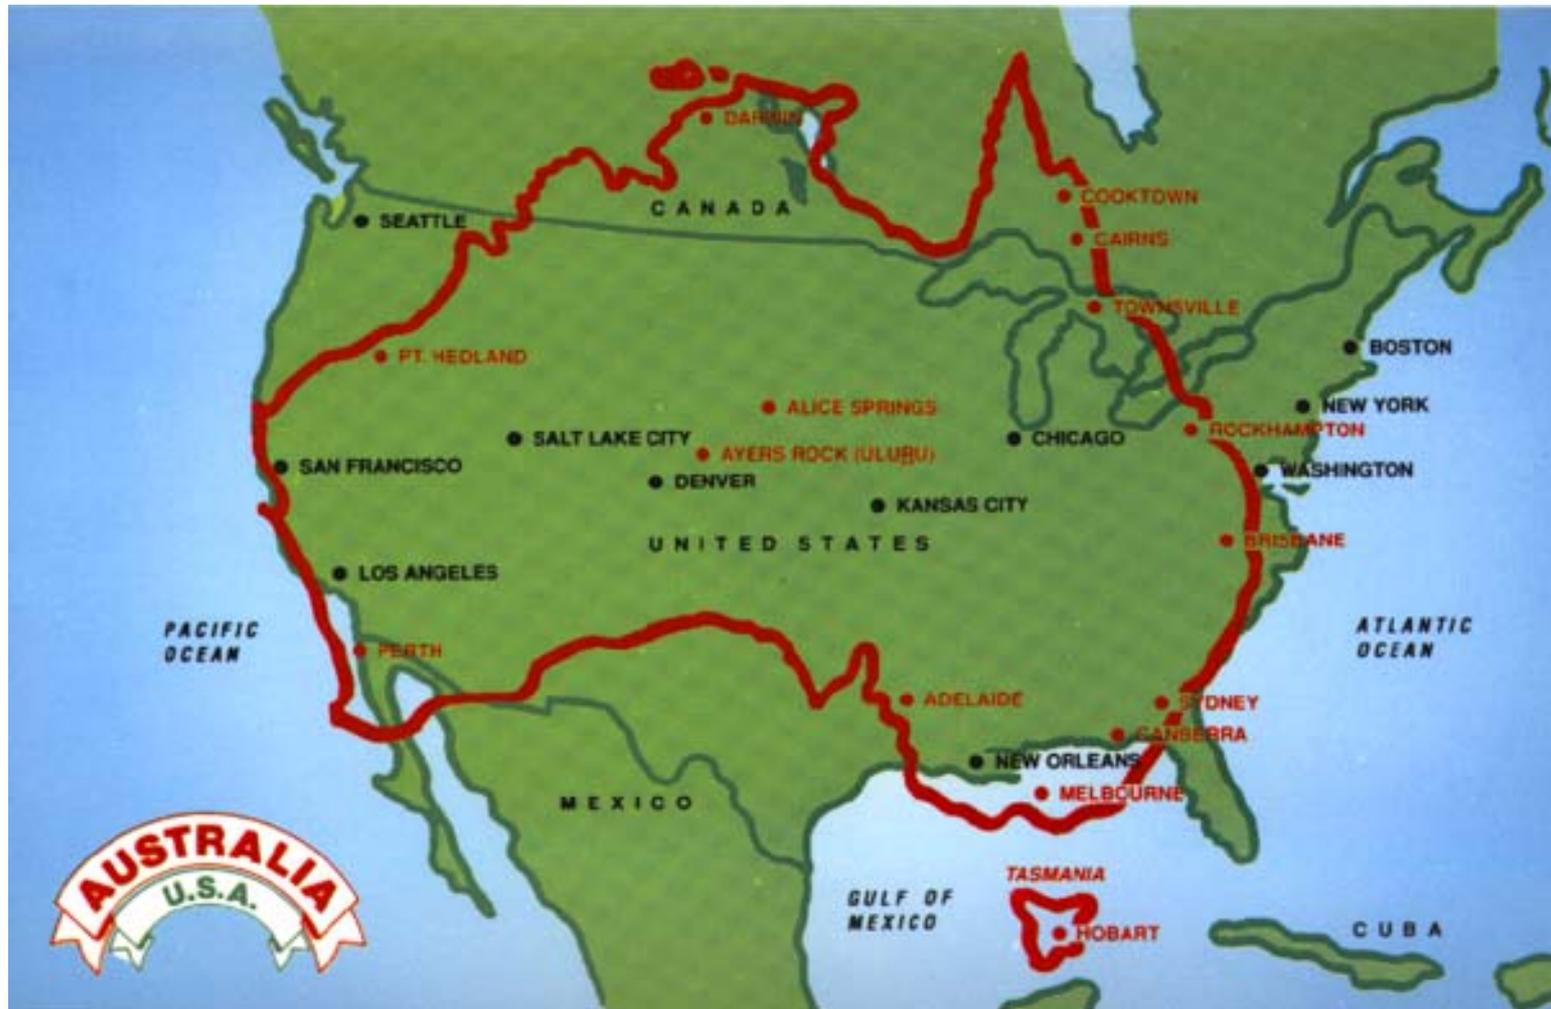 DARWIN
COOKTOWN
CANADA
SEATTLE
CAIRNS
TOWNSVILLE
PT. HEDLAND
BOSTON
ALICE SPRINGS
NEW YORK
SALT LAKE CITY
CHICAGO
ROCKHAMPTON
AYERS ROCK (ULURU)
SAN FRANCISCO
WASHINGTON
DENVER
KANSAS CITY
UNITED STATES
BRISBANE
LOS ANGELES
PACIFIC
OCEAN
ATLANTIC
OCEAN
PERTH
ADELAIDE
SYDNEY
CANBERRA
NEW ORLEANS
MELBOURNE
MEXICO
AUSTRALIA
U.S.A.
TASMANIA
GULF OF
MEXICO
HOBART
CUBA